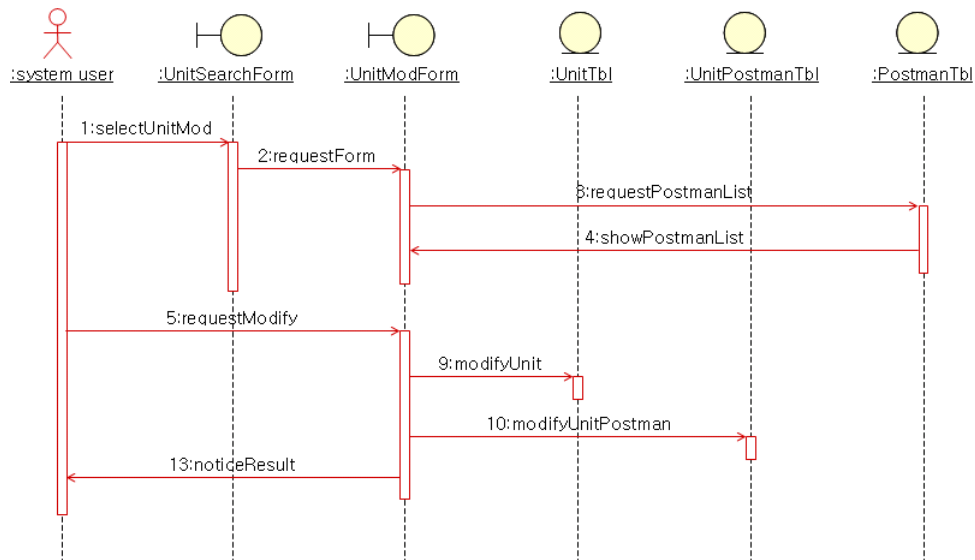 :system user
:UnitSearchForm
:UnitModForm
:UnitTbl
:UnitPostmanTbl
:PostmanTbl
1:selectUnitMod
2:requestForm
3:requestPostmanList
4:showPostmanList
5:requestModify
9:modifyUnit
10:modifyUnitPostman
13:noticeResult